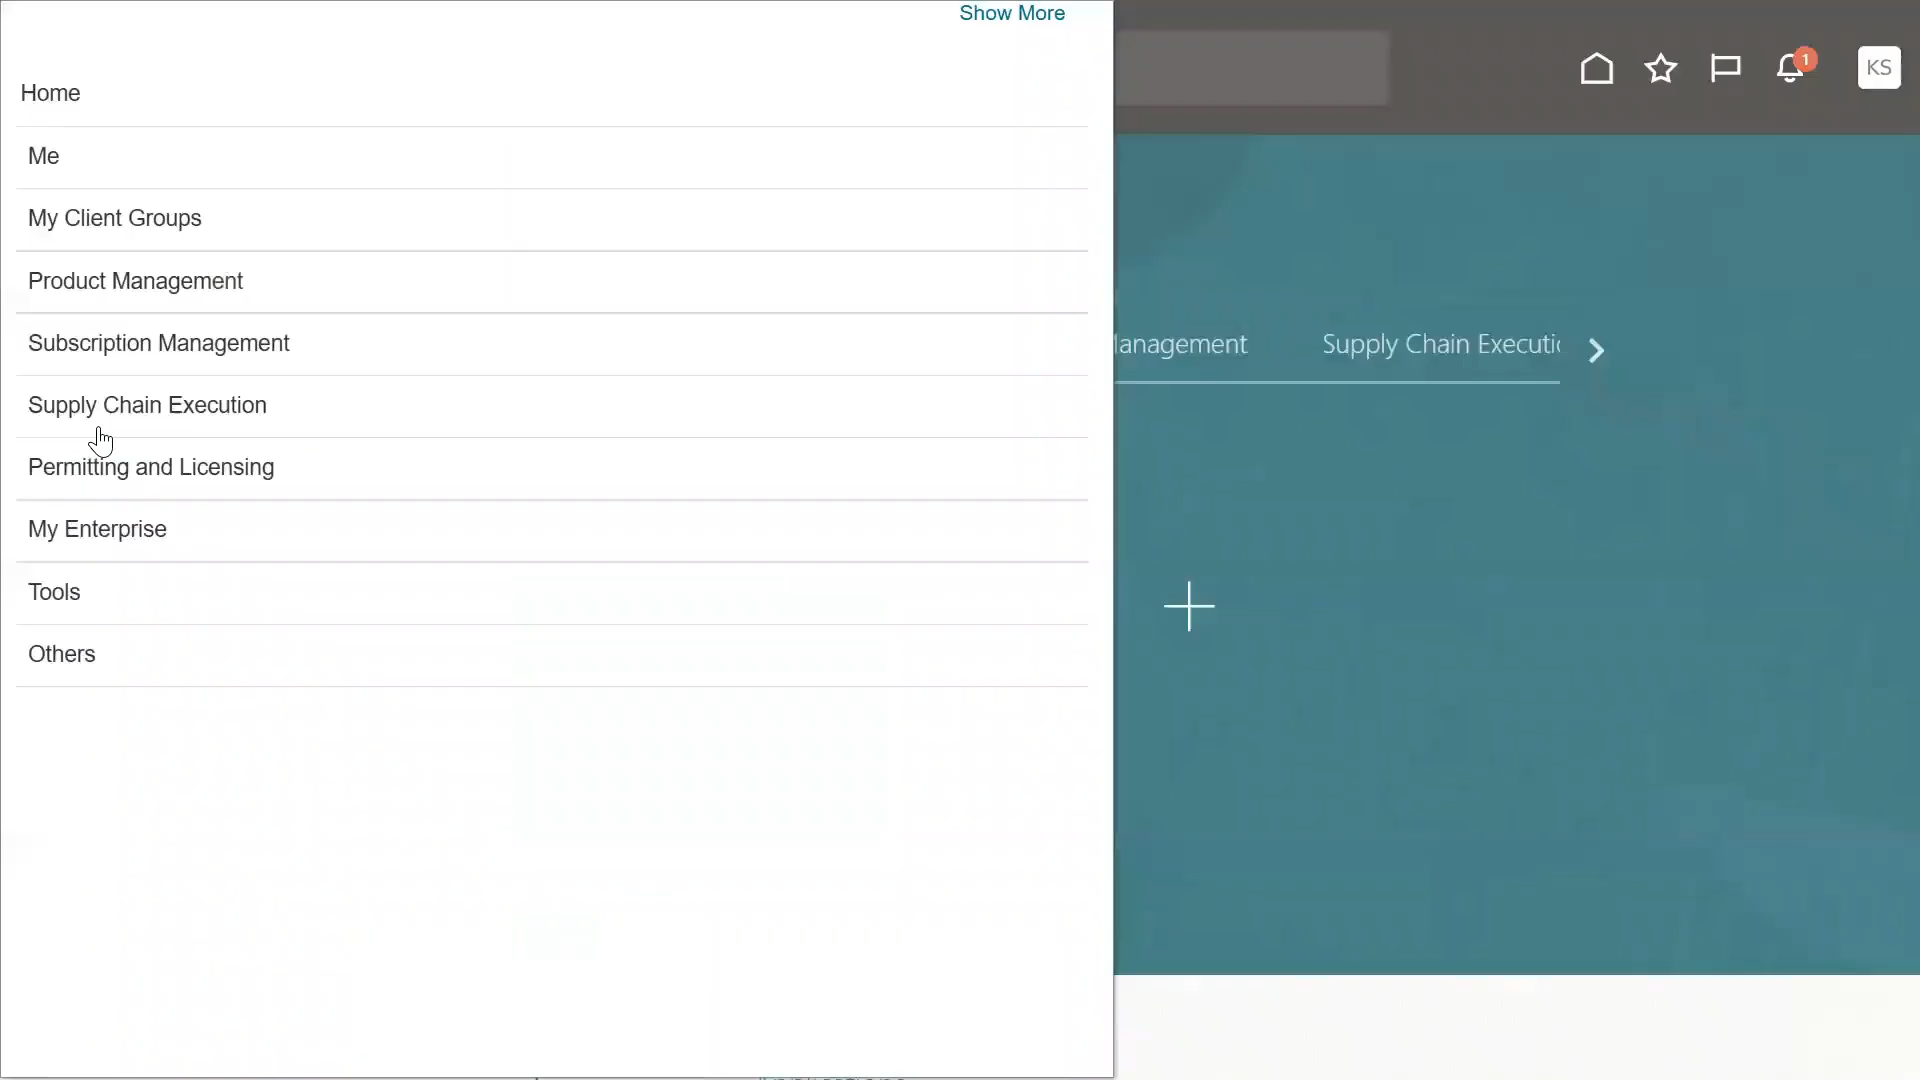 Show More
Home
Me
My Client Groups
Product Management
Subscription Management
Supply Chain Execution
Permitting and Licensing
My Enterprise
Tools
Others
1
KS
Supply Chain Executi